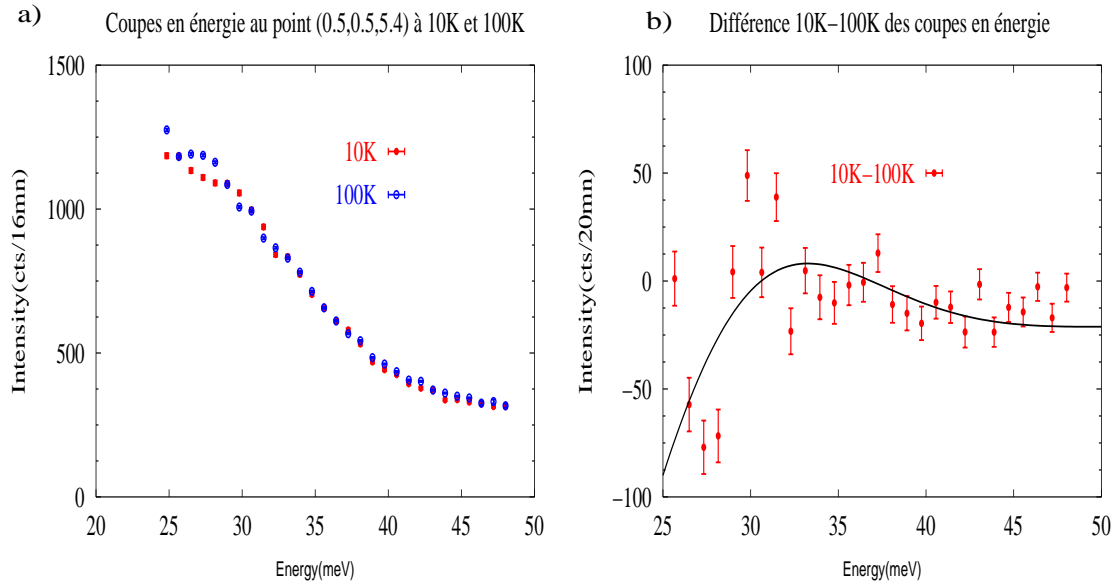 a)
Coupes en énergie au point (0.5,0.5,5.4) à 10K et 100K
1500
1000
500
0
20 25 30 35 40 45 50
Intensity(cts/16mn)
Energy(meV)
10K
100K
b)
Différence 10K−100K des coupes en énergie
100
50
0
−50
−100
25 30 35 40 45 50
Intensity(cts/20mn)
Energy(meV)
10K−100K